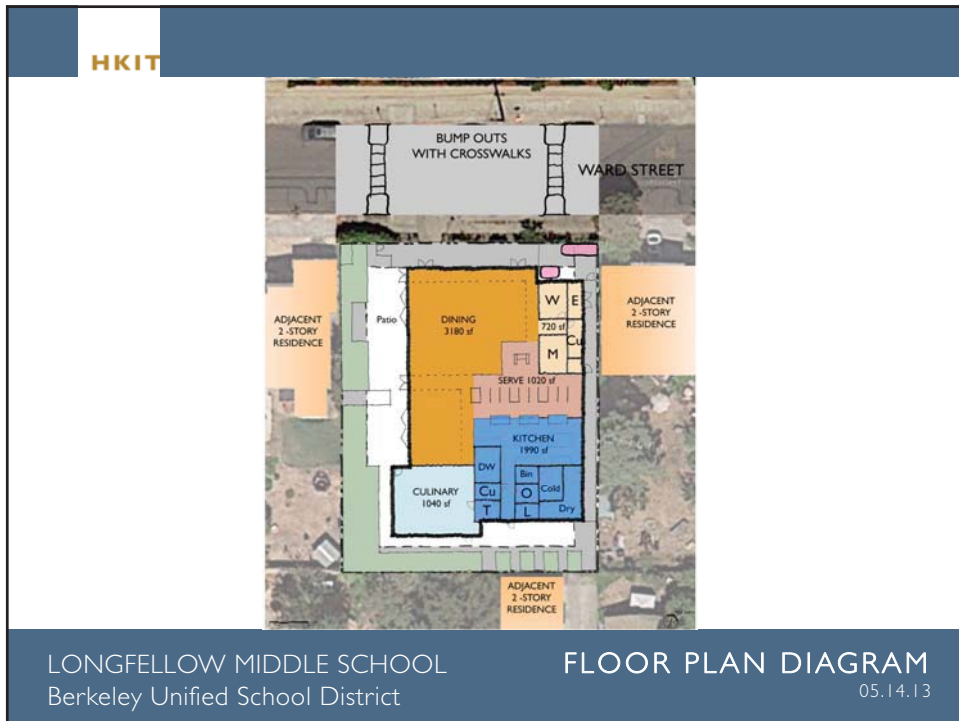 HKIT
BUMP OUTS
WITH CROSSWALKS
WARD STREET
ADJACENT
2 -STORY
RESIDENCE
Patio
DINING
3180 sf
W
E
720 sf
Cu
M
ADJACENT
2 -STORY
RESIDENCE
SERVE 1020 sf
KITCHEN
1990 sf
DW
Bin
Cu
O
Cold
T
L
Dry
CULINARY
1040 sf
ADJACENT
2 -STORY
RESIDENCE
LONGFELLOW MIDDLE SCHOOL
Berkeley Unified School District
FLOOR PLAN DIAGRAM
05.14.13